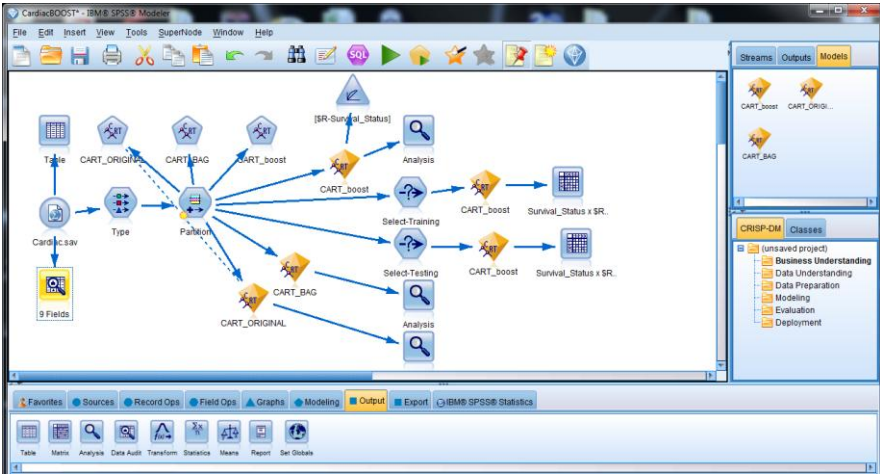 CardiacBOOST* - IBM® SPSS® Modeler
File Edit Insert View Tools SuperNode Window Help
SQL
Streams Outputs Models
CART_boost CART_ORIGI...
CART_BAG
[$R-Survival_Status]
Table CART_ORIGINAL CART_BAG CART_boost
CART_boost Analysis
Cardiac.sav Type Partition
Select-Training CART_boost Survival_Status x $R..
Select-Testing CART_boost Survival_Status x $R..
CART_BAG
9 Fields
CART_ORIGINAL Analysis
CRISP-DM Classes
(unsaved project)
Business Understanding
Data Understanding
Data Preparation
Modeling
Evaluation
Deployment
Favorites Sources Record Ops Field Ops Graphs Modeling Output Export IBM® SPSS® Statistics
Table Matrix Analysis Data Audit Transform Statistics Means Report Set Globals